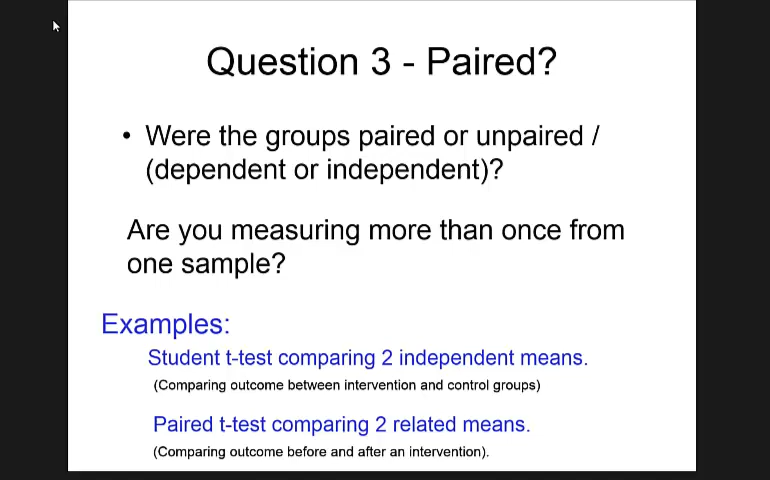 Question 3 - Paired?
• Were the groups paired or unpaired /
(dependent or independent)?
Are you measuring more than once from
one sample?
Examples:
Student t-test comparing 2 independent means.
(Comparing outcome between intervention and control groups)
Paired t-test comparing 2 related means.
(Comparing outcome before and after an intervention).